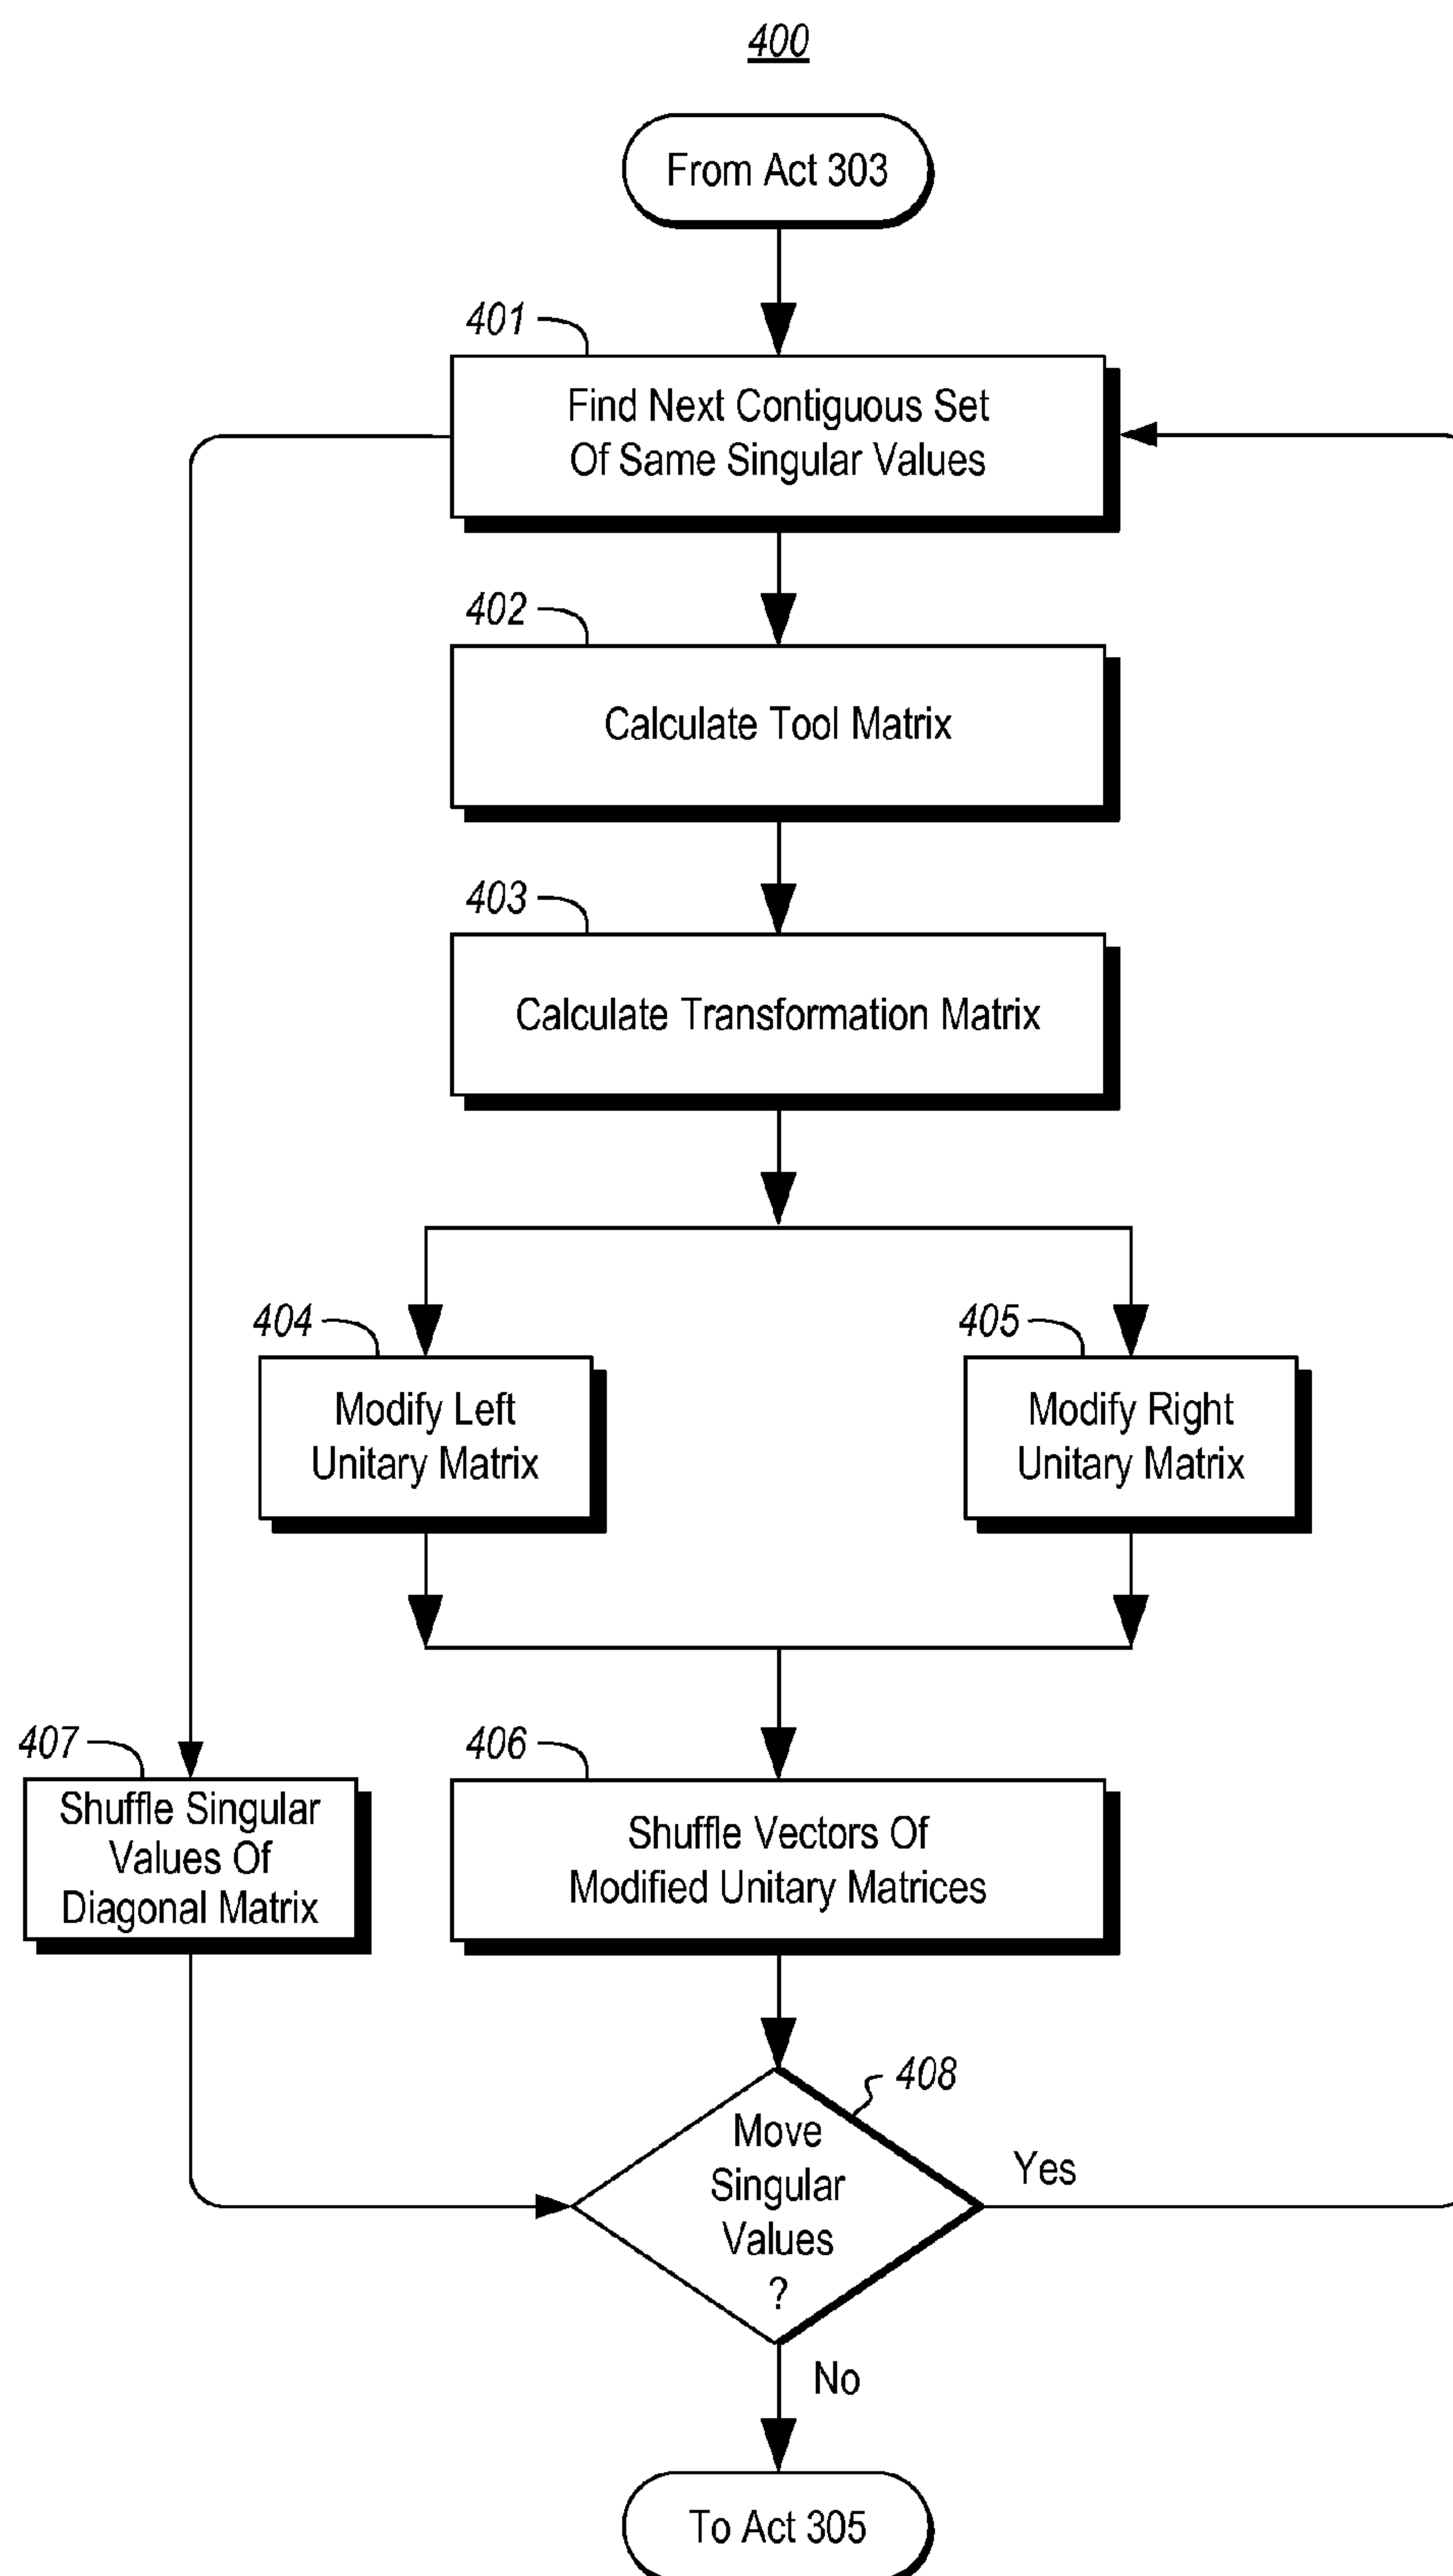 400
From Act 303
401
Find Next Contiguous Set
Of Same Singular Values
402
Calculate Tool Matrix
403
Calculate Transformation Matrix
404
Modify Left
Unitary Matrix
405
Modify Right
Unitary Matrix
407
Shuffle Singular
Values Of
Diagonal Matrix
406
Shuffle Vectors Of
Modified Unitary Matrices
408
Move
Singular
Values
?
Yes
No
To Act 305